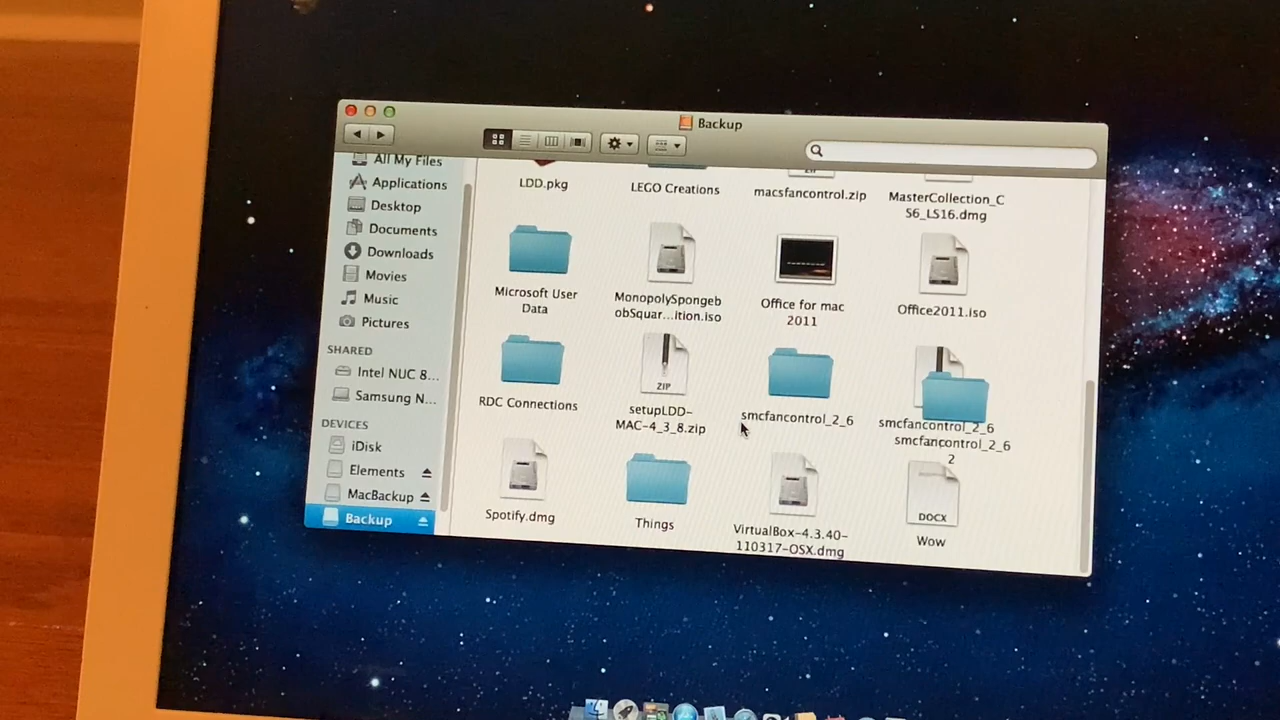 Backup
All My Files
Applications
Desktop
Documents
Downloads
Movies
Music
Pictures
SHARED
Intel NUC 8...
Samsung N...
DEVICES
iDisk
Elements
MacBackup
Backup
LDD.pkg
LEGO Creations
macsfancontrol.zip
MasterCollection_C
S6_LS16.dmg
Microsoft User
Data
MonopolySpongeb
obSquar...ition.iso
Office for mac
2011
Office2011.iso
RDC Connections
ZIP
setupLDD-
MAC-4_3_8.zip
smcfancontrol_2_6
smcfancontrol_2_6
smcfancontrol_2_6
2
Spotify.dmg
Things
VirtualBox-4.3.40-
110317-OSX.dmg
DOCX
Wow